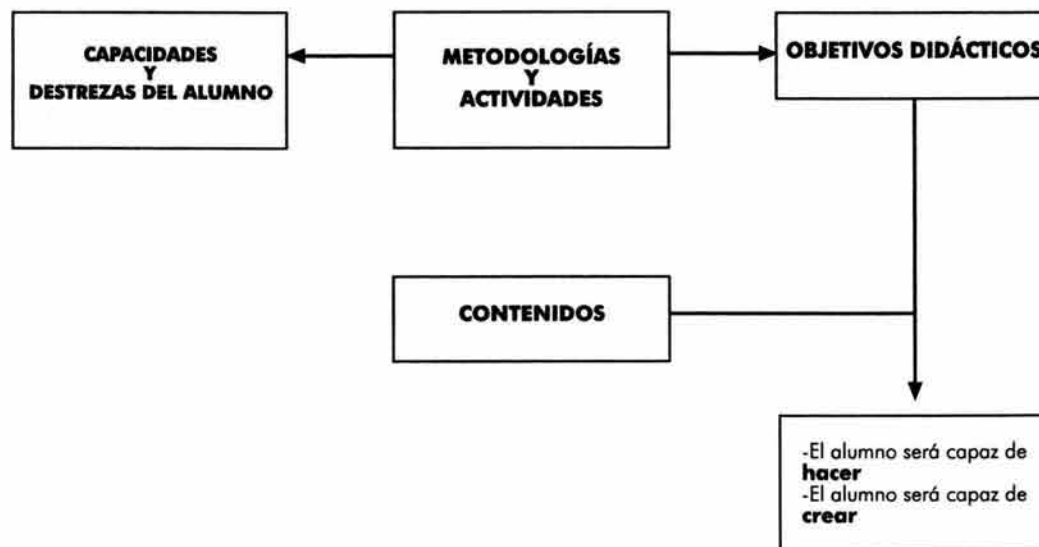 CAPACIDADES
Y
DESTREZAS DEL ALUMNO
METODOLOGÍAS
Y
ACTIVIDADES
OBJETIVOS DIDÁCTICOS
CONTENIDOS
-El alumno será capaz de
hacer
-El alumno será capaz de
crear